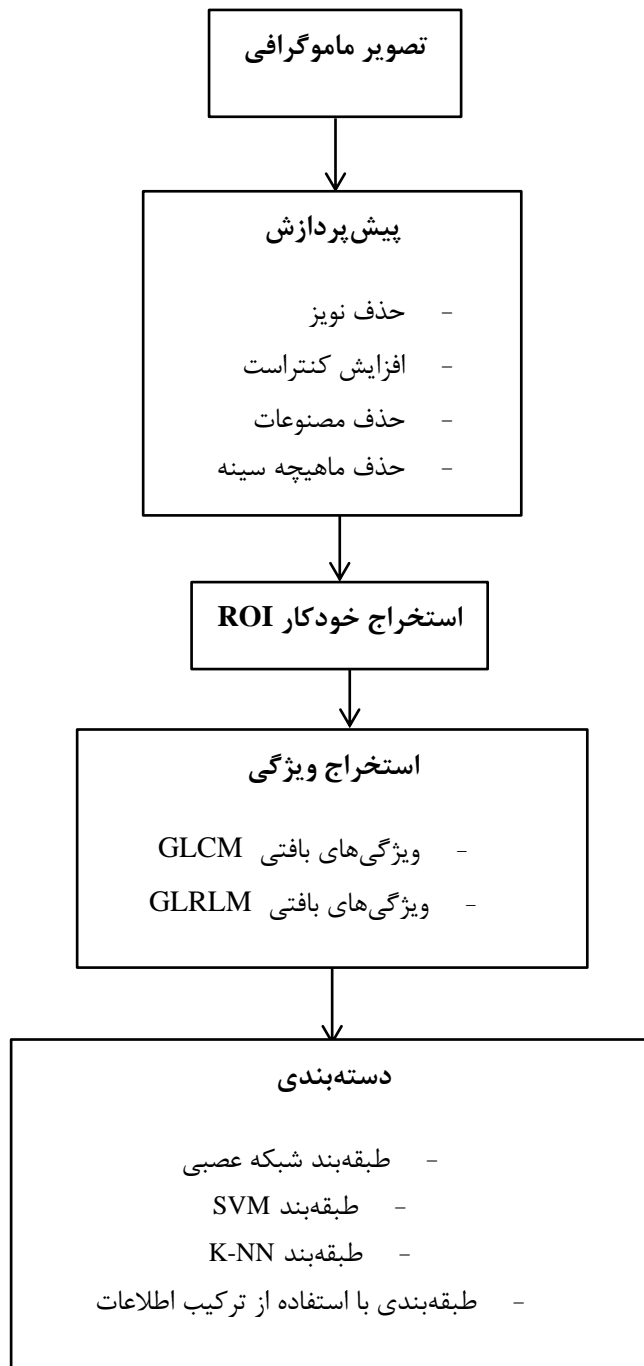 تصویر ماموگرافی
پیش‌پردازش
- حذف نویز
- افزایش کنتراست
- حذف مصنوعات
- حذف ماهیچه سینه
استخراج خودکار ROI
استخراج ویژگی
- ویژگی‌های بافتی GLCM
- ویژگی‌های بافتی GLRLM
دسته‌بندی
- طبقه‌بند شبکه عصبی
- طبقه‌بند SVM
- طبقه‌بند K-NN
- طبقه‌بندی با استفاده از ترکیب اطلاعات